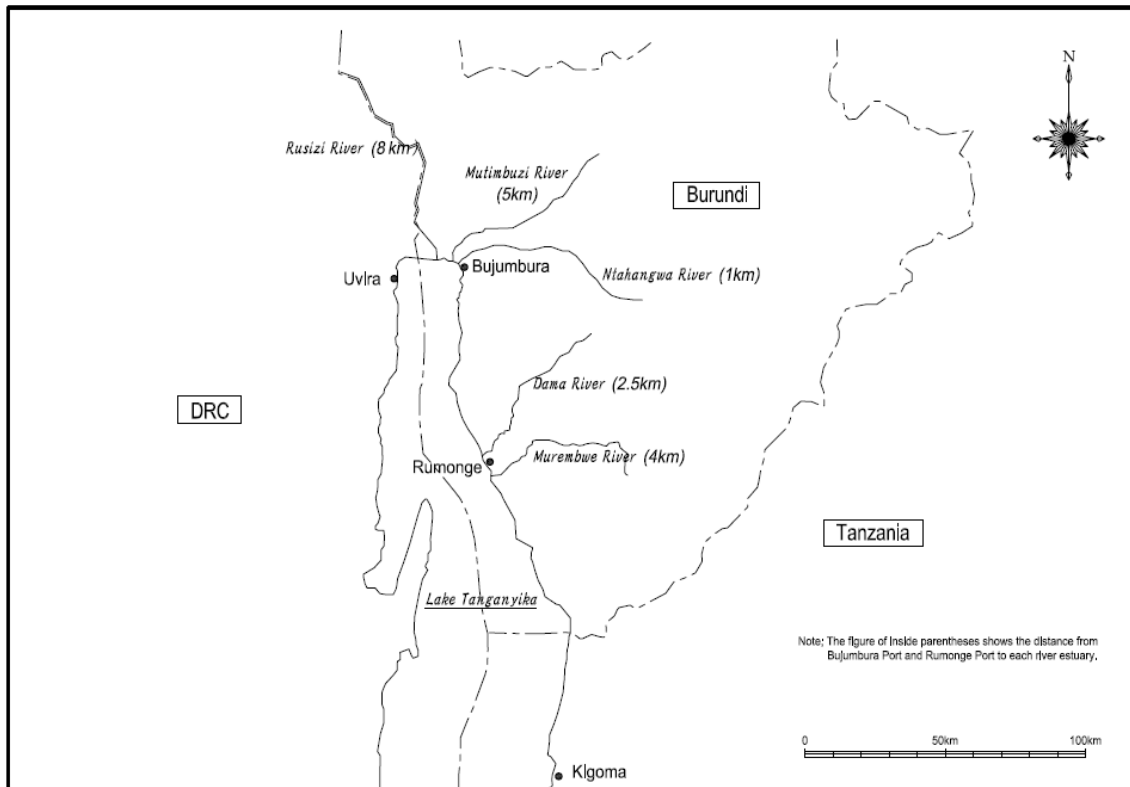 N
Rusizi River (8km)
Mutimbuzi River
(5km)
Burundi
Bujumbura
Uvira
Ntahangwa River (1km)
Dama River (2.5km)
DRC
Rumonge
Murembwe River (4km)
Tanzania
Lake Tanganyika
Note; The figure of inside parentheses shows the distance from
Bujumbura Port and Rumonge Port to each river estuary.
0 50km 100km
Kigoma